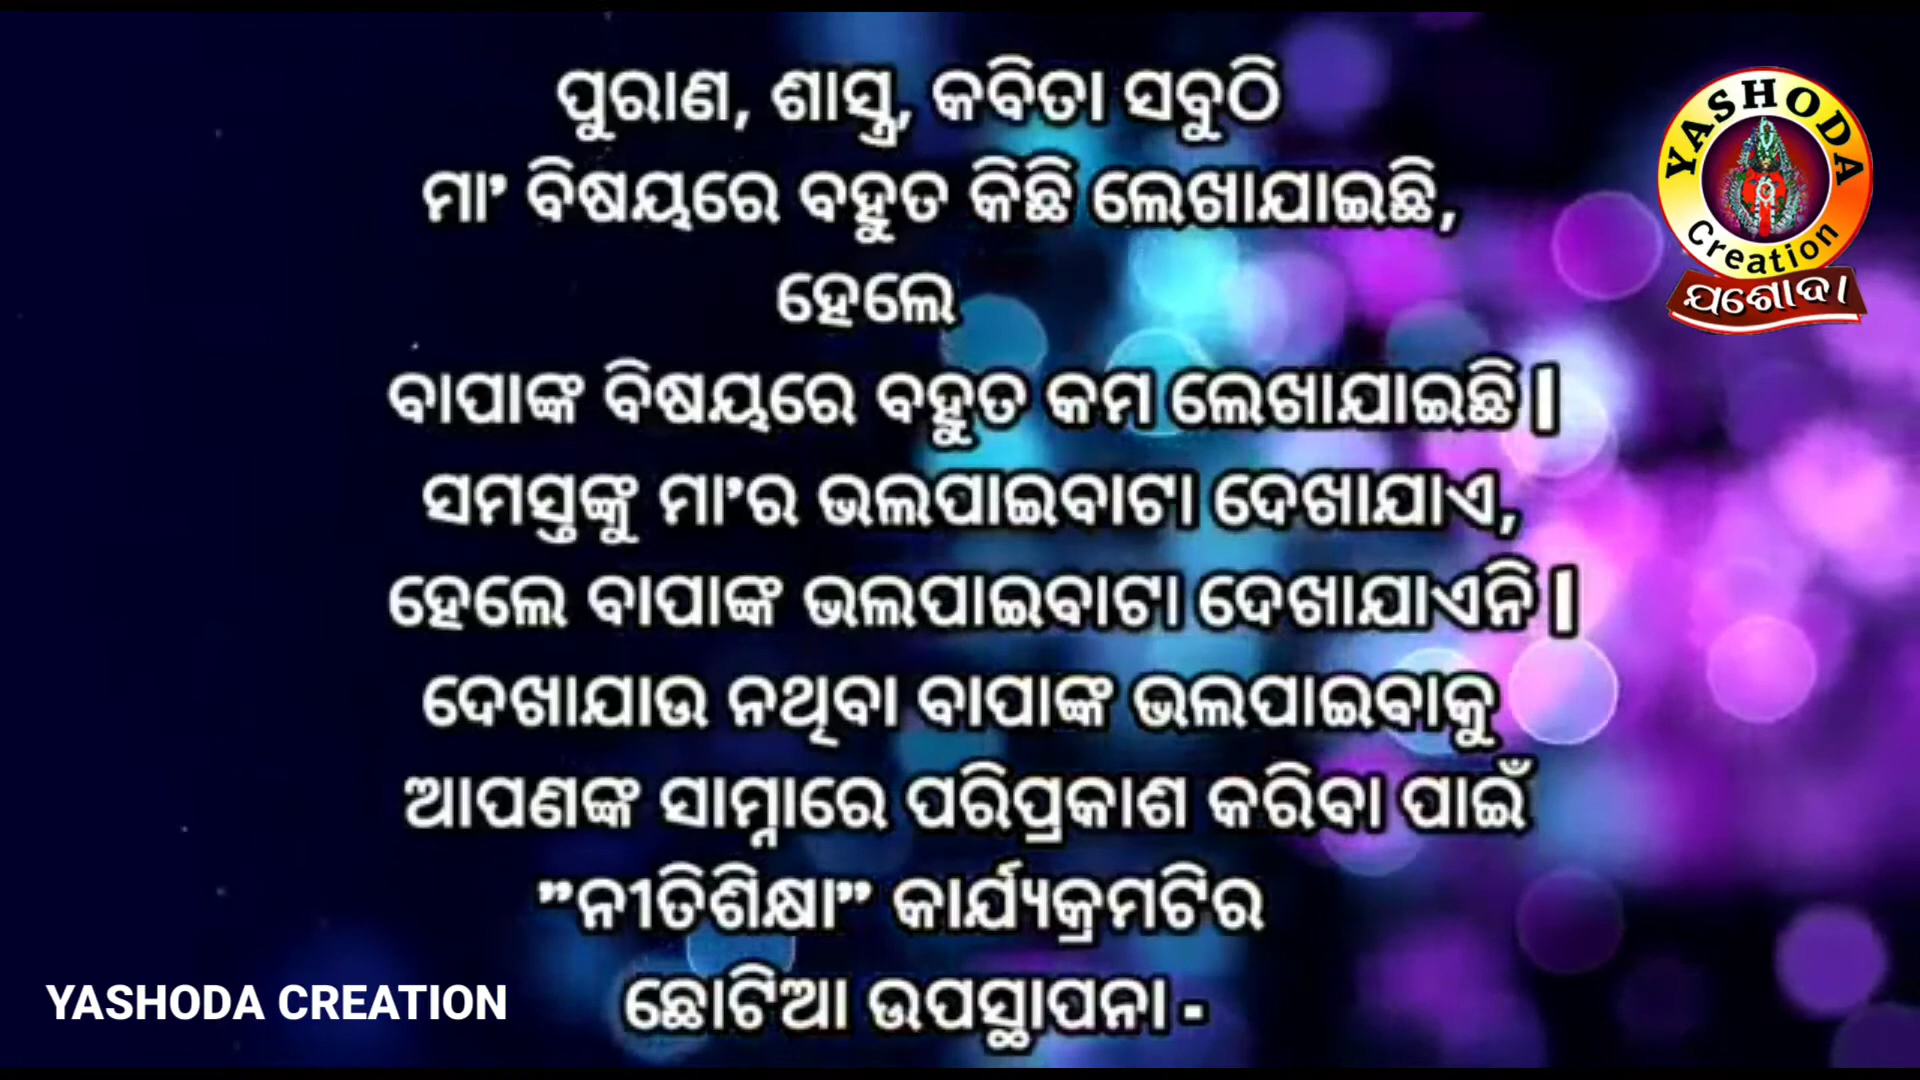 ପୁରାଣ, ଶାସ୍ତ୍ର, କବିତା ସବୁଠି
ମା' ବିଷୟରେ ବହୁତ କିଛି ଲେଖାଯାଇଛି,
ହେଲେ
ବାପାଙ୍କ ବିଷୟରେ ବହୁତ କମ ଲେଖାଯାଇଛି |
ସମସ୍ତଙ୍କୁ ମା'ର ଭଲପାଇବାଟା ଦେଖାଯାଏ,
ହେଲେ ବାପାଙ୍କ ଭଲପାଇବାଟା ଦେଖାଯାଏନି |
ଦେଖାଯାଉ ନଥିବା ବାପାଙ୍କ ଭଲପାଇବାକୁ
ଆପଣଙ୍କ ସାମ୍ନାରେ ପରିପ୍ରକାଶ କରିବା ପାଇଁ
"ନୀତିଶିକ୍ଷା" କାର୍ଯ୍ୟକ୍ରମଟିର
ଛୋଟିଆ ଉପସ୍ଥାପନା -
YASHODA
Creation
ଯଶୋଦା
YASHODA CREATION